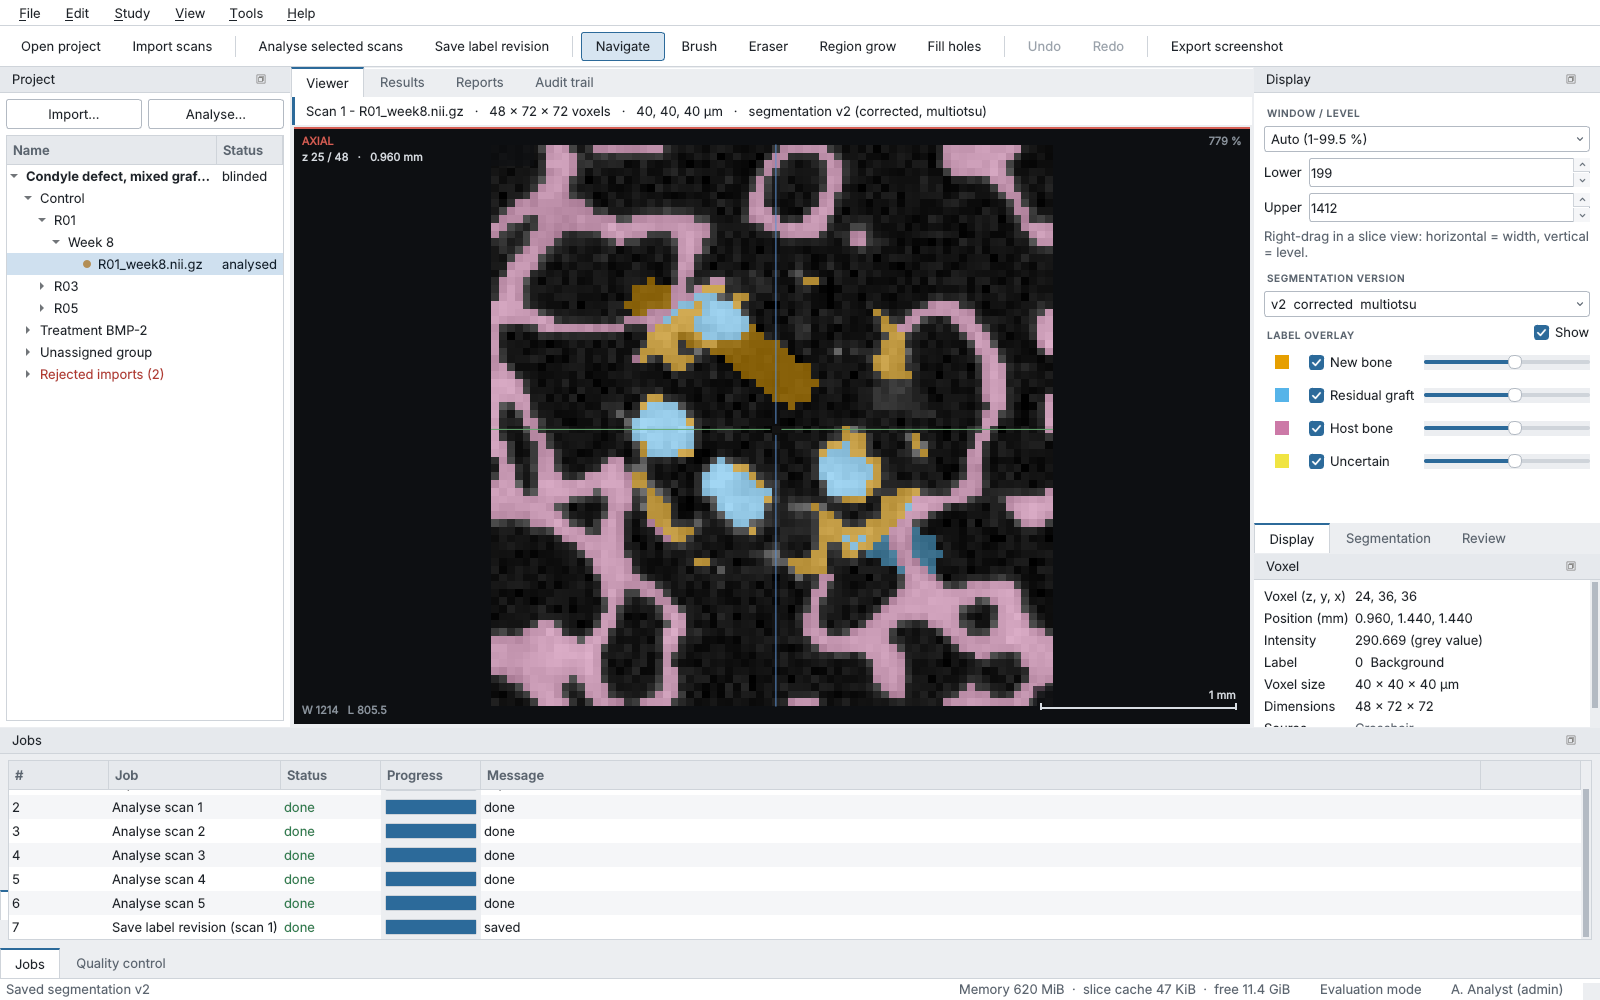 File Edit Study View Tools Help
Open project Import scans Analyse selected scans Save label revision Navigate Brush Eraser Region grow Fill holes Undo Redo Export screenshot
Project
Import... Analyse...
Name Status
Condyle defect, mixed graf... blinded
Control
R01
Week 8
R01_week8.nii.gz analysed
R03
R05
Treatment BMP-2
Unassigned group
Rejected imports (2)
Viewer Results Reports Audit trail
Scan 1 - R01_week8.nii.gz · 48 × 72 × 72 voxels · 40, 40, 40 µm · segmentation v2 (corrected, multiotsu)
AXIAL 779 %
z 25 / 48 · 0.960 mm
1 mm
W 1214 L 805.5
Display
WINDOW / LEVEL
Auto (1-99.5 %)
Lower 199
Upper 1412
Right-drag in a slice view: horizontal = width, vertical
= level.
SEGMENTATION VERSION
v2 corrected multiotsu
LABEL OVERLAY Show
New bone
Residual graft
Host bone
Uncertain
Display Segmentation Review
Voxel
Voxel (z, y, x) 24, 36, 36
Position (mm) 0.960, 1.440, 1.440
Intensity 290.669 (grey value)
Label 0 Background
Voxel size 40 × 40 × 40 µm
Dimensions 48 × 72 × 72
Jobs
# Job Status Progress Message
2 Analyse scan 1 done done
3 Analyse scan 2 done done
4 Analyse scan 3 done done
5 Analyse scan 4 done done
6 Analyse scan 5 done done
7 Save label revision (scan 1) done saved
Jobs Quality control
Saved segmentation v2 Memory 620 MiB · slice cache 47 KiB · free 11.4 GiB Evaluation mode A. Analyst (admin)